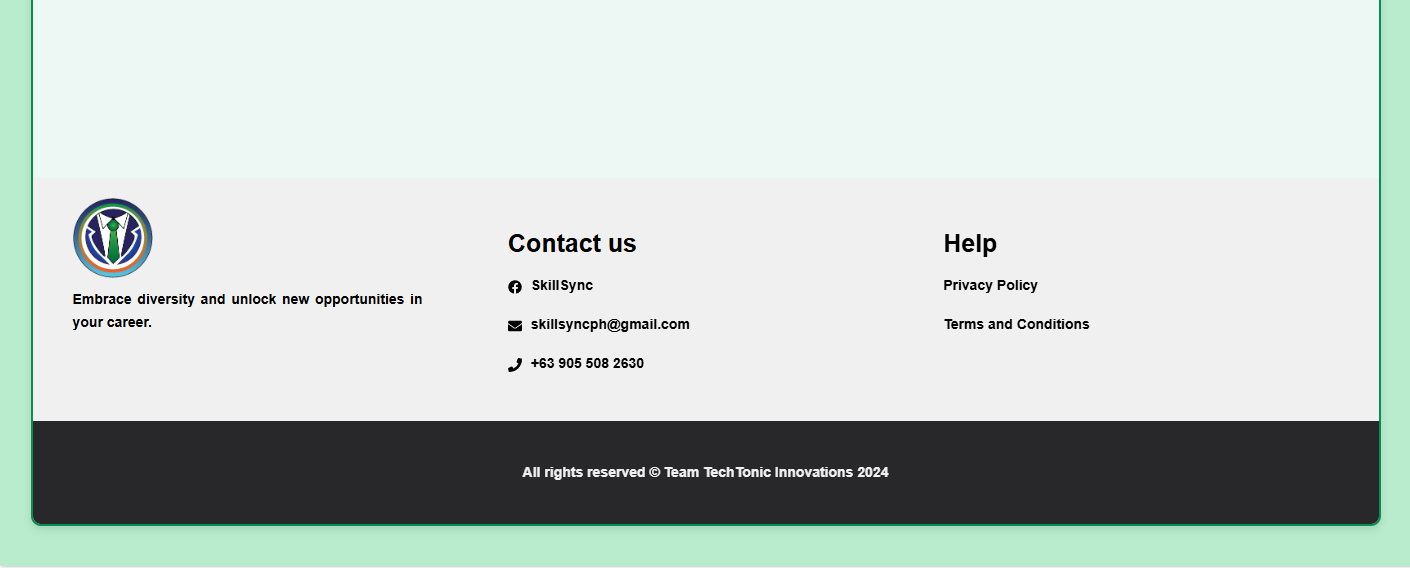 Embrace diversity and unlock new opportunities in
your career.
Contact us
SkillSync
skillsyncph@gmail.com
+63 905 508 2630
Help
Privacy Policy
Terms and Conditions
All rights reserved © Team TechTonic Innovations 2024